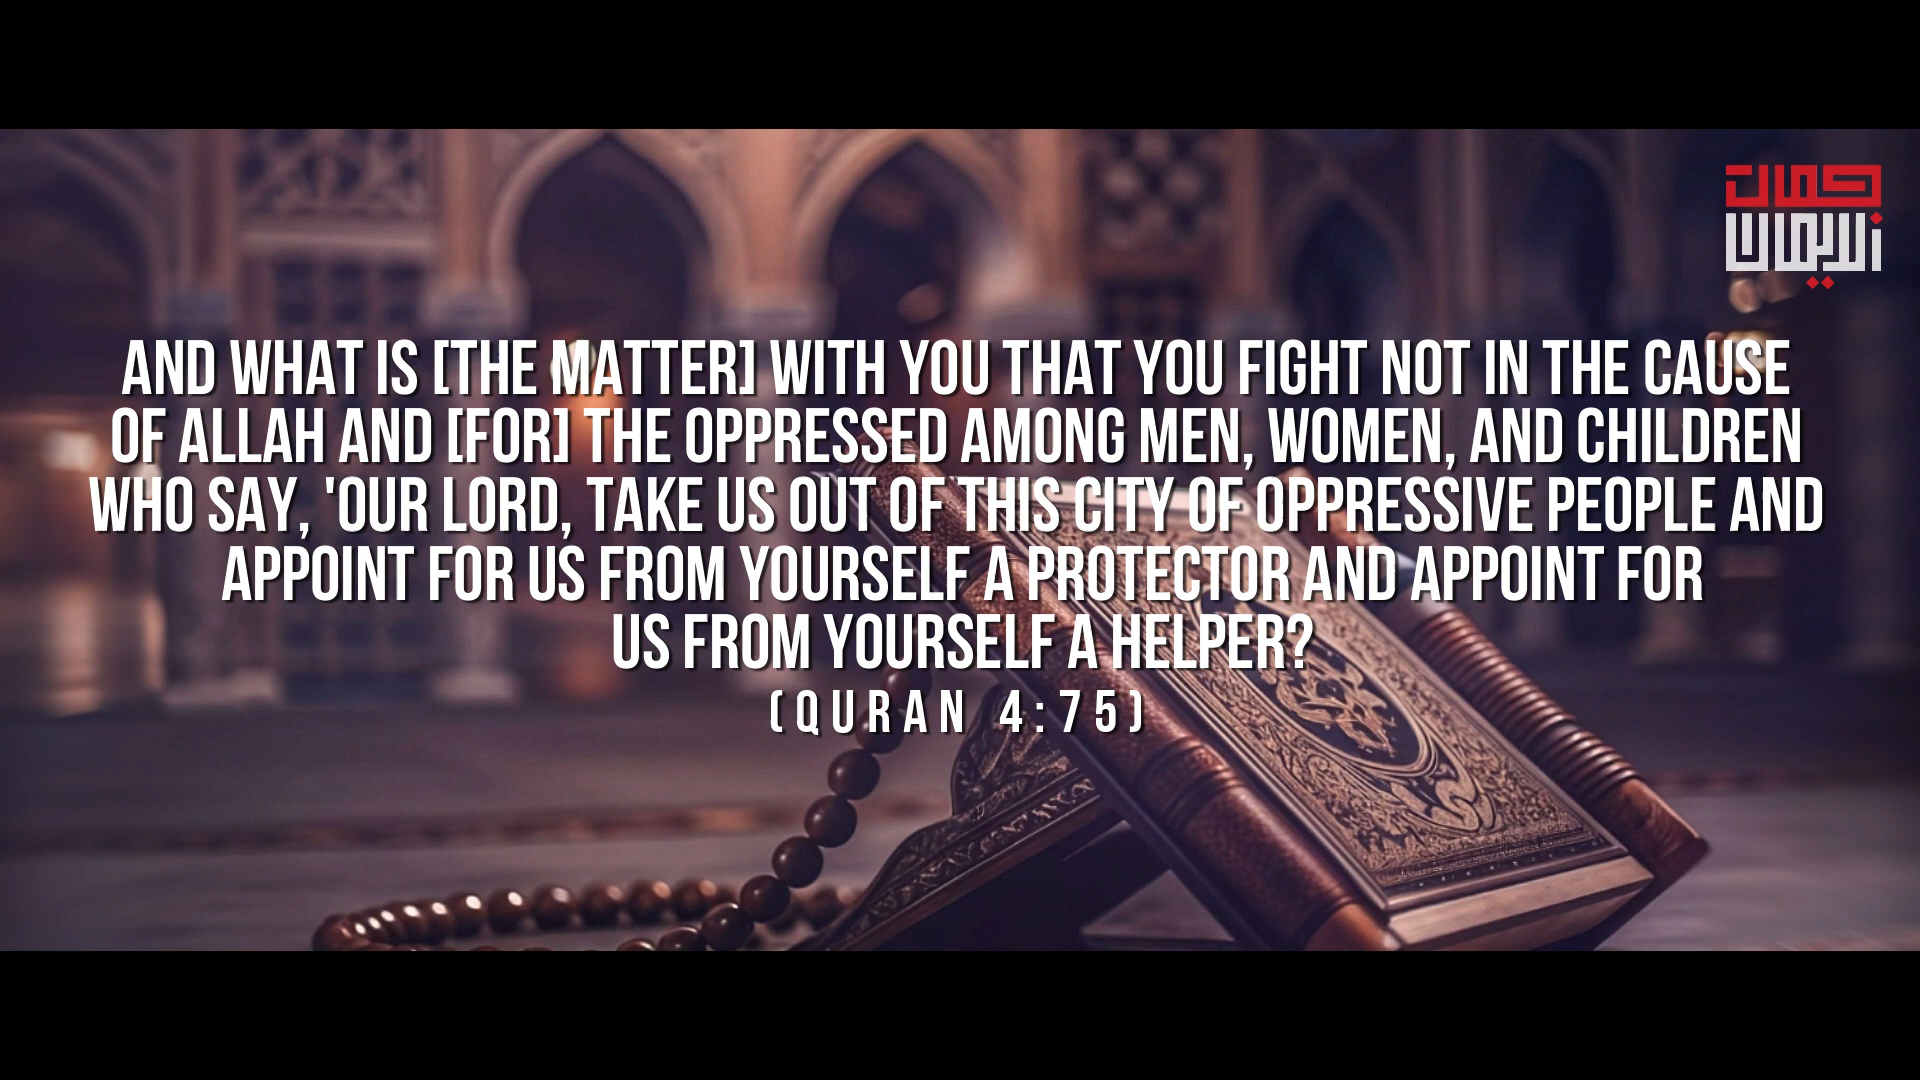 كمال
الإيمان
AND WHAT IS [THE MATTER] WITH YOU THAT YOU FIGHT NOT IN THE CAUSE
OF ALLAH AND [FOR] THE OPPRESSED AMONG MEN, WOMEN, AND CHILDREN
WHO SAY, 'OUR LORD, TAKE US OUT OF THIS CITY OF OPPRESSIVE PEOPLE AND
APPOINT FOR US FROM YOURSELF A PROTECTOR AND APPOINT FOR
US FROM YOURSELF A HELPER?
(QURAN 4:75)